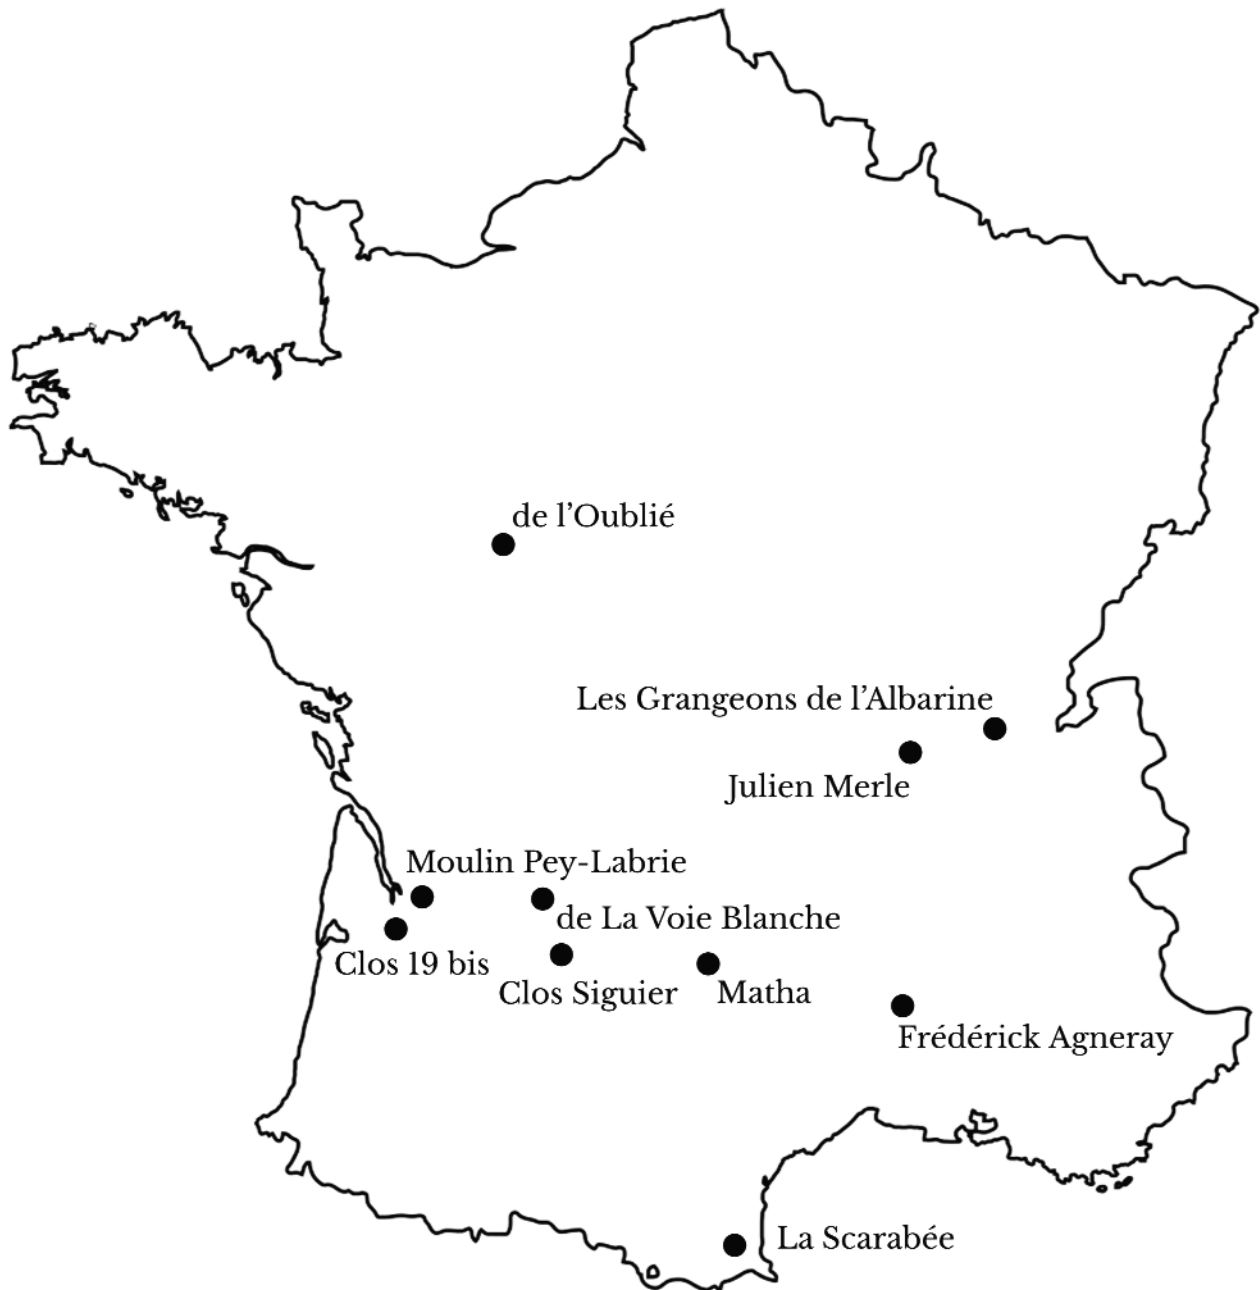 de l’Oublié
Les Grangeons de l’Albarine
Julien Merle
Moulin Pey-Labrie
de La Voie Blanche
Clos 19 bis
Clos Siguier
Matha
Frédérick Agneray
La Scarabée